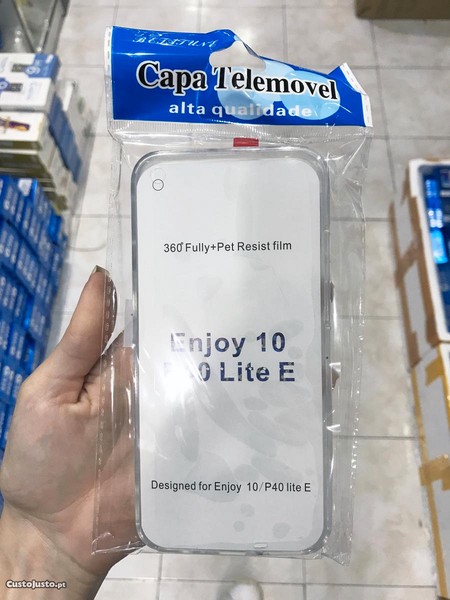 Capa Telemovel
alta qualidade
360°Fully+Pet Resist film
Enjoy 10
P40 Lite E
Designed for Enjoy 10/P40 lite E
CustoJusto.pt